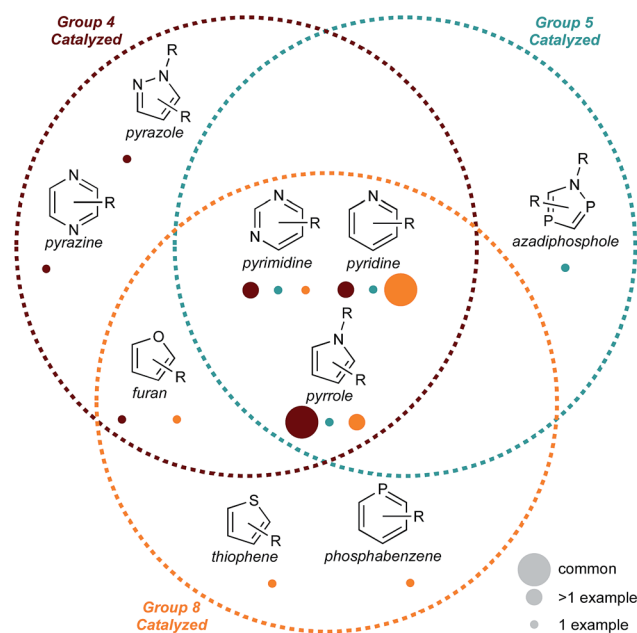 Group 4
Catalyzed
Group 5
Catalyzed
R
N
N
R
pyrazole
N
N
R
pyrazine
N
N
R
pyrimidine
N
R
pyridine
R
N
R
P
P
azadiphosphole
O
R
furan
R
N
R
pyrrole
S
R
thiophene
P
R
phosphabenzene
Group 8
Catalyzed
common
>1 example
1 example